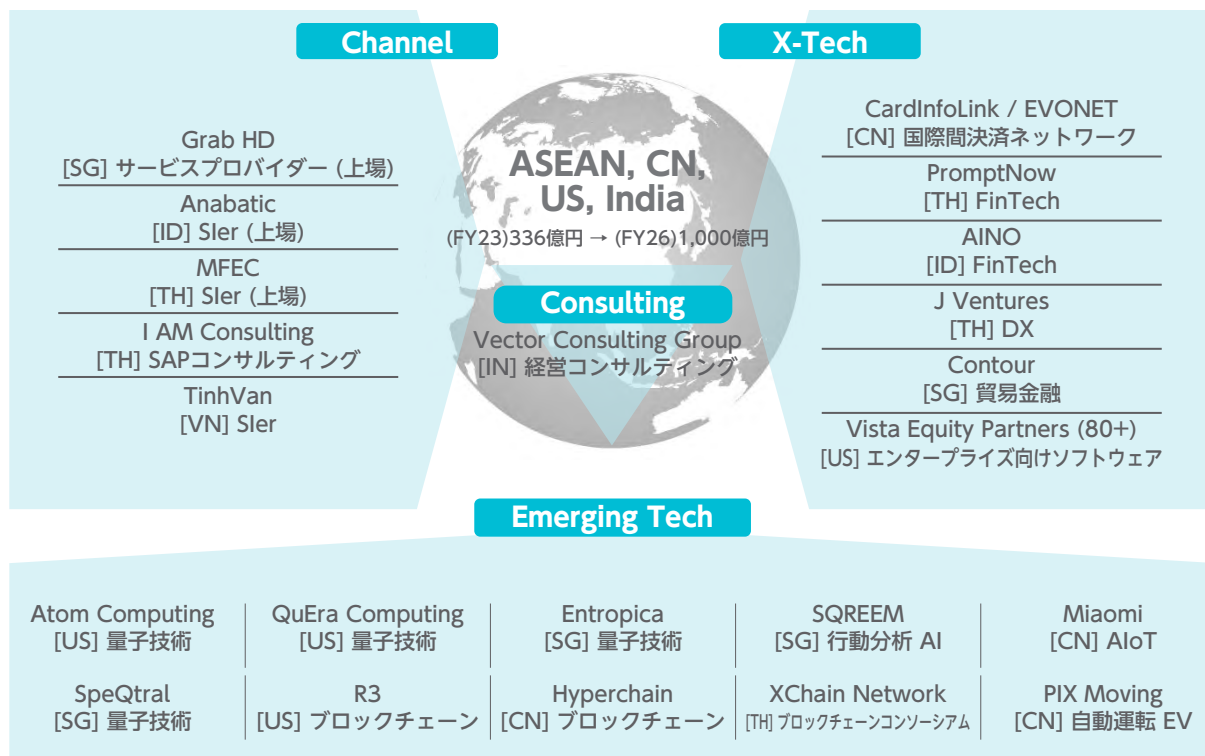 Channel
Grab HD
[SG] サービスプロバイダー (上場)
Anabatic
[ID] SIer (上場)
MFEC
[TH] SIer (上場)
I AM Consulting
[TH] SAPコンサルティング
TinhVan
[VN] SIer
ASEAN, CN,
US, India
(FY23)336億円 → (FY26)1,000億円
Consulting
Vector Consulting Group
[IN] 経営コンサルティング
X-Tech
CardInfoLink / EVONET
[CN] 国際間決済ネットワーク
PromptNow
[TH] FinTech
AINO
[ID] FinTech
J Ventures
[TH] DX
Contour
[SG] 貿易金融
Vista Equity Partners (80+)
[US] エンタープライズ向けソフトウェア
Emerging Tech
Atom Computing
[US] 量子技術
QuEra Computing
[US] 量子技術
Entropica
[SG] 量子技術
SQREEM
[SG] 行動分析 AI
Miaomi
[CN] AIoT
SpeQtral
[SG] 量子技術
R3
[US] ブロックチェーン
Hyperchain
[CN] ブロックチェーン
XChain Network
[TH] ブロックチェーンコンソーシアム
PIX Moving
[CN] 自動運転 EV